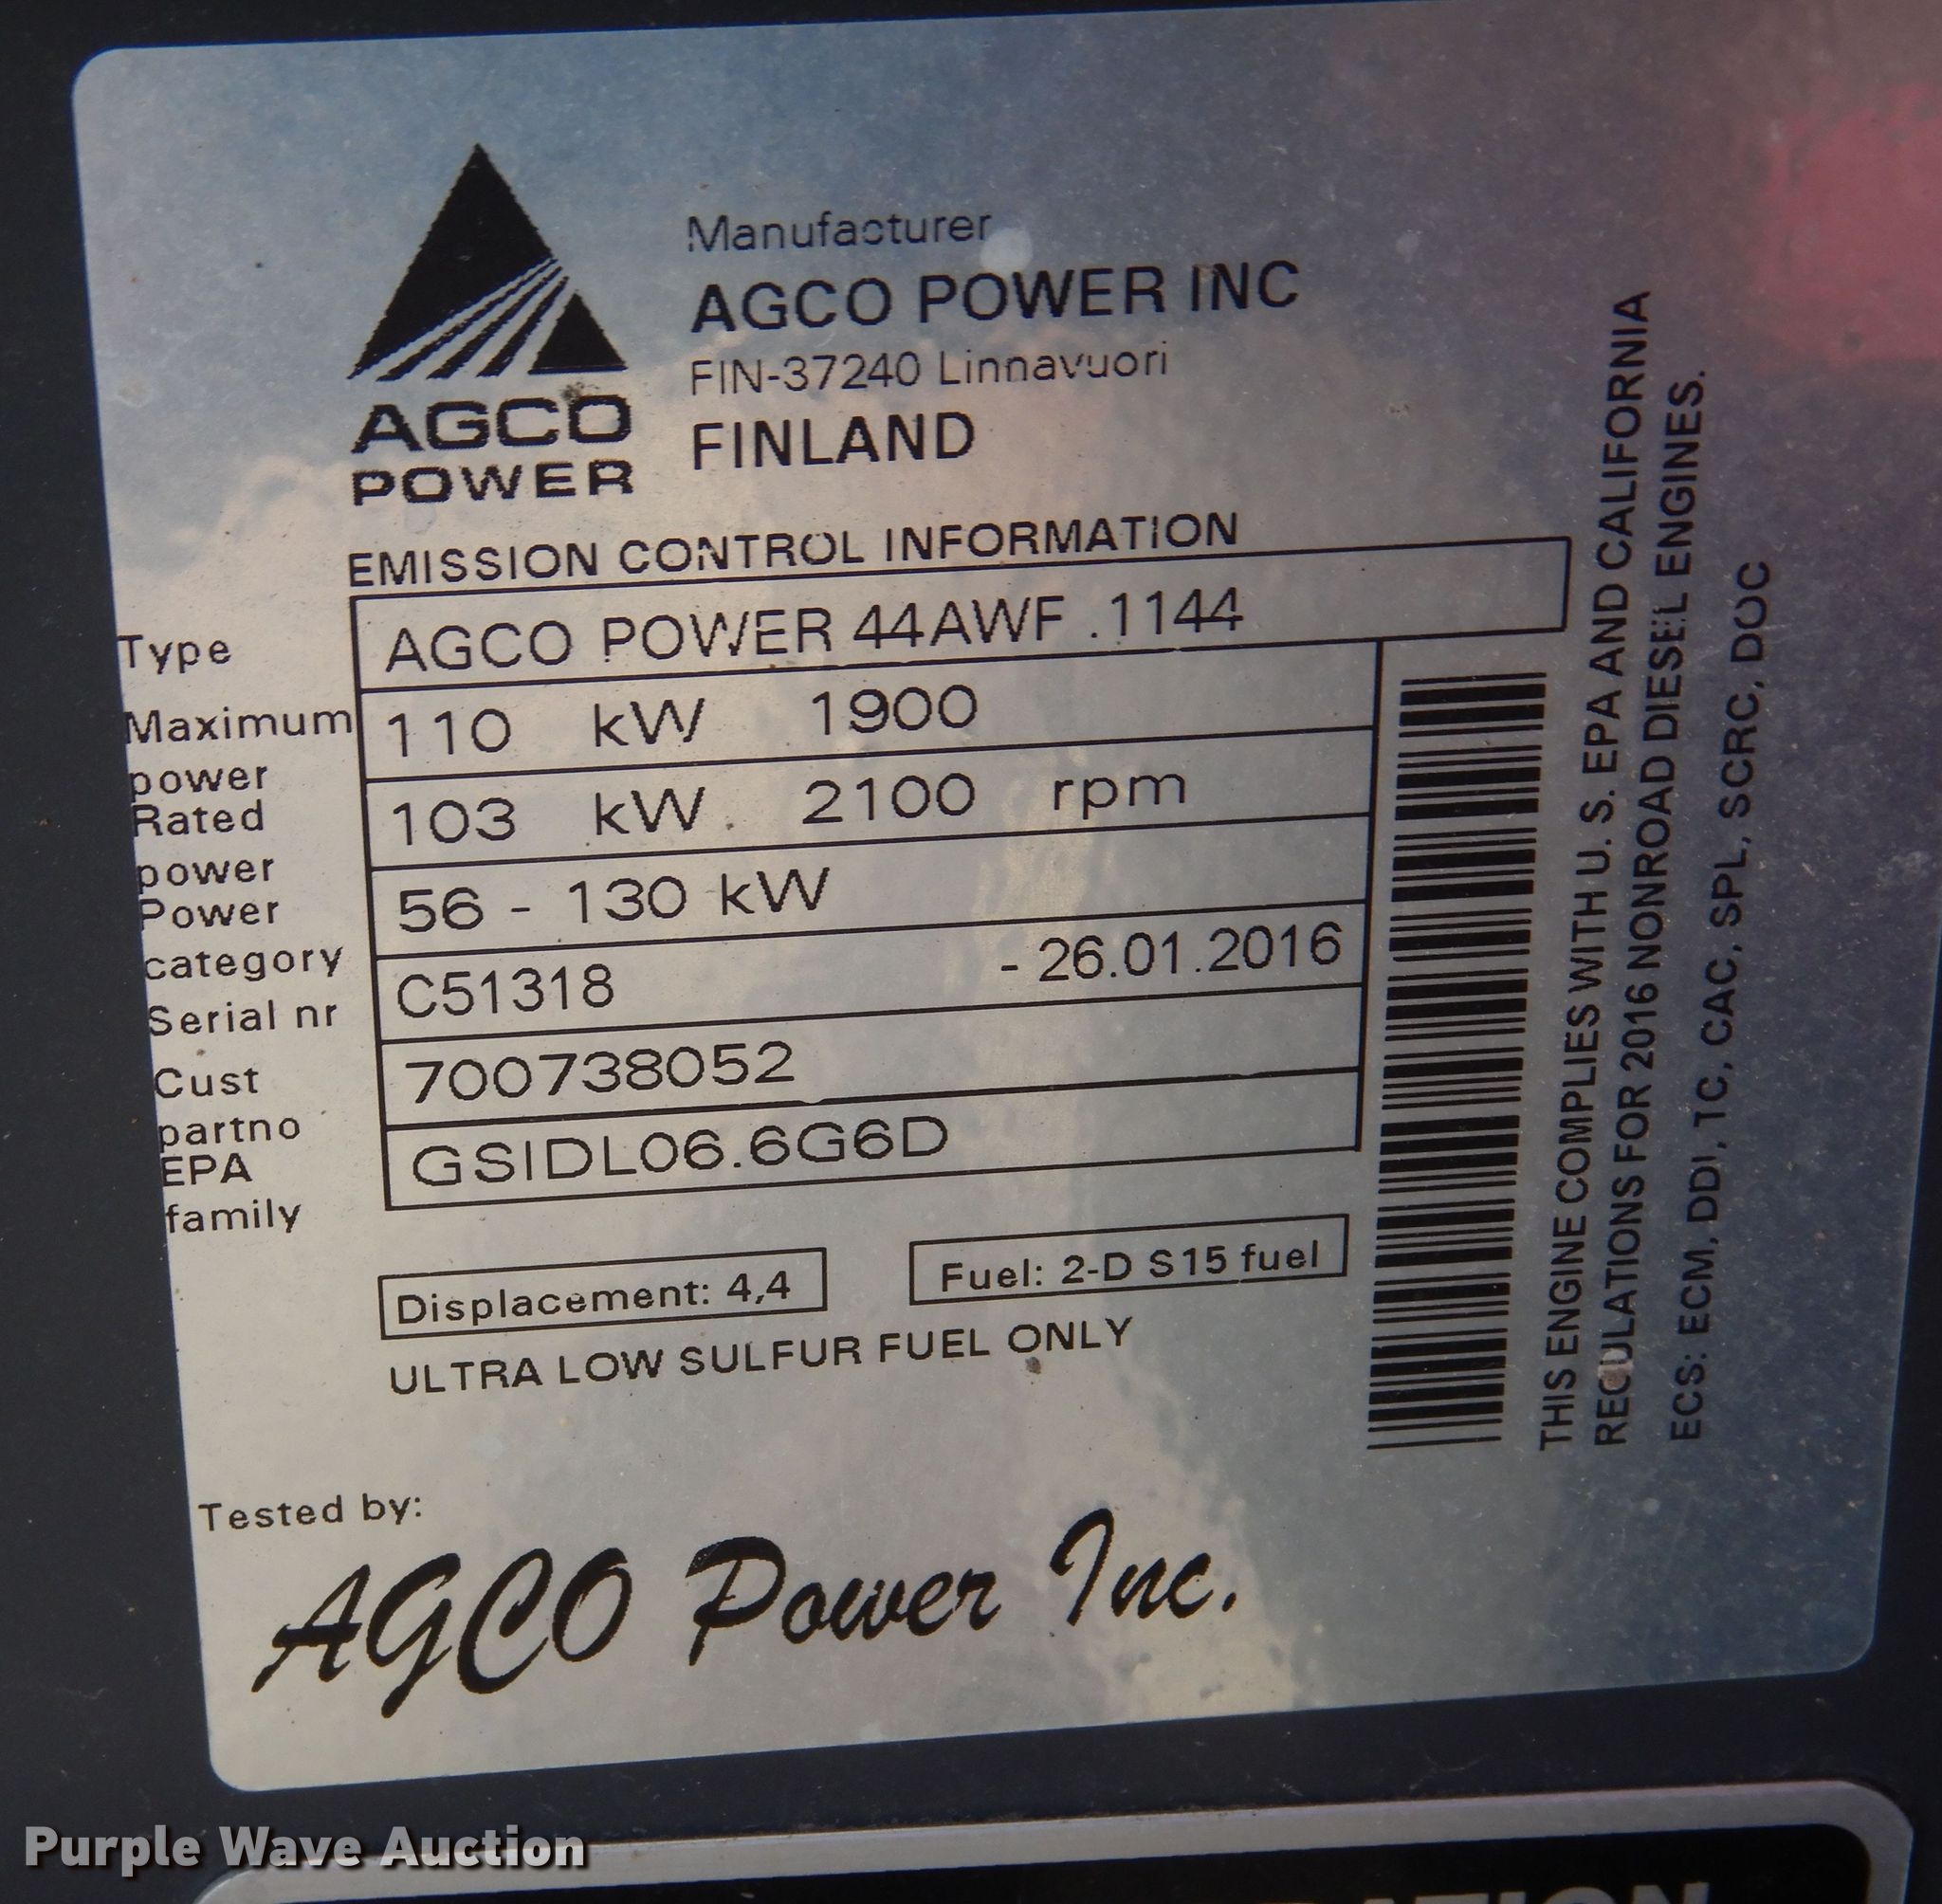 AGCO
POWER
Manufacturer
AGCO POWER INC
FIN-37240 Linnavuori
FINLAND
EMISSION CONTROL INFORMATION
Type AGCO POWER 44AWF .1144
Maximum power 110 kW 1900
Rated power 103 kW 2100 rpm
Power category 56 - 130 kW
Serial nr C51318 - 26.01.2016
Cust partno 700738052
EPA family GSIDL06.6G6D
Displacement: 4,4
Fuel: 2-D S15 fuel
ULTRA LOW SULFUR FUEL ONLY
THIS ENGINE COMPLIES WITH U. S. EPA AND CALIFORNIA
REGULATIONS FOR 2016 NONROAD DIESEL ENGINES.
ECS: ECM, DDI, TC, CAC, SPL, SCRC, DOC
Tested by:
AGCO Power Inc.
Purple Wave Auction